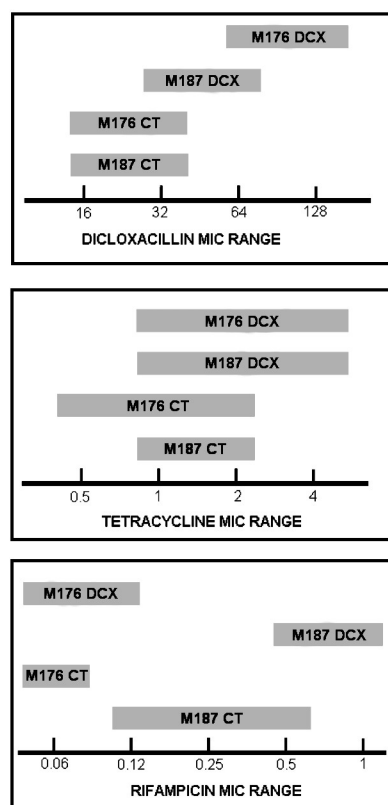 M176 DCX
M187 DCX
M176 CT
M187 CT
16 32 64 128
DICLOXACILLIN MIC RANGE
M176 DCX
M187 DCX
M176 CT
M187 CT
0.5 1 2 4
TETRACYCLINE MIC RANGE
M176 DCX
M187 DCX
M176 CT
M187 CT
0.06 0.12 0.25 0.5 1
RIFAMPICIN MIC RANGE